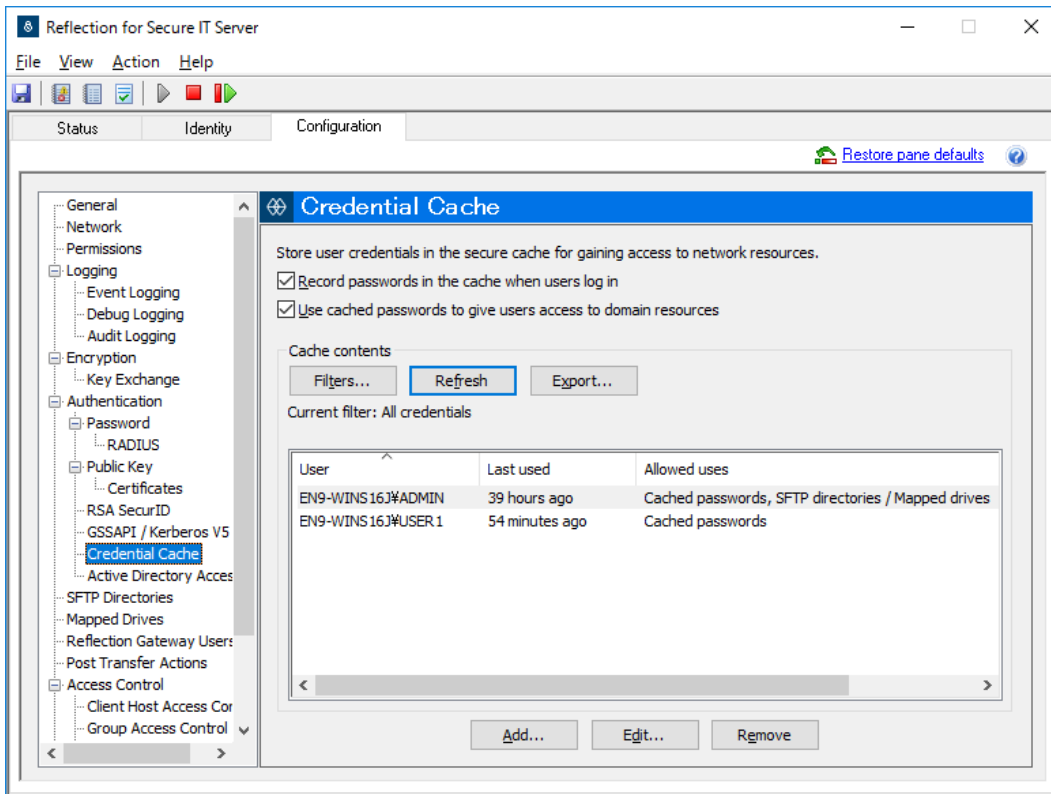 Reflection for Secure IT Server
File View Action Help
Status Identity Configuration
Restore pane defaults
General
Network
Permissions
Logging
Event Logging
Debug Logging
Audit Logging
Encryption
Key Exchange
Authentication
Password
RADIUS
Public Key
Certificates
RSA SecurID
GSSAPI / Kerberos V5
Credential Cache
Active Directory Acces
SFTP Directories
Mapped Drives
Reflection Gateway Users
Post Transfer Actions
Access Control
Client Host Access Cor
Group Access Control
Credential Cache
Store user credentials in the secure cache for gaining access to network resources.
Record passwords in the cache when users log in
Use cached passwords to give users access to domain resources
Cache contents
Filters... Refresh Export...
Current filter: All credentials
User Last used Allowed uses
EN9-WINS16J¥ADMIN 39 hours ago Cached passwords, SFTP directories / Mapped drives
EN9-WINS16J¥USER1 54 minutes ago Cached passwords
Add... Edit... Remove